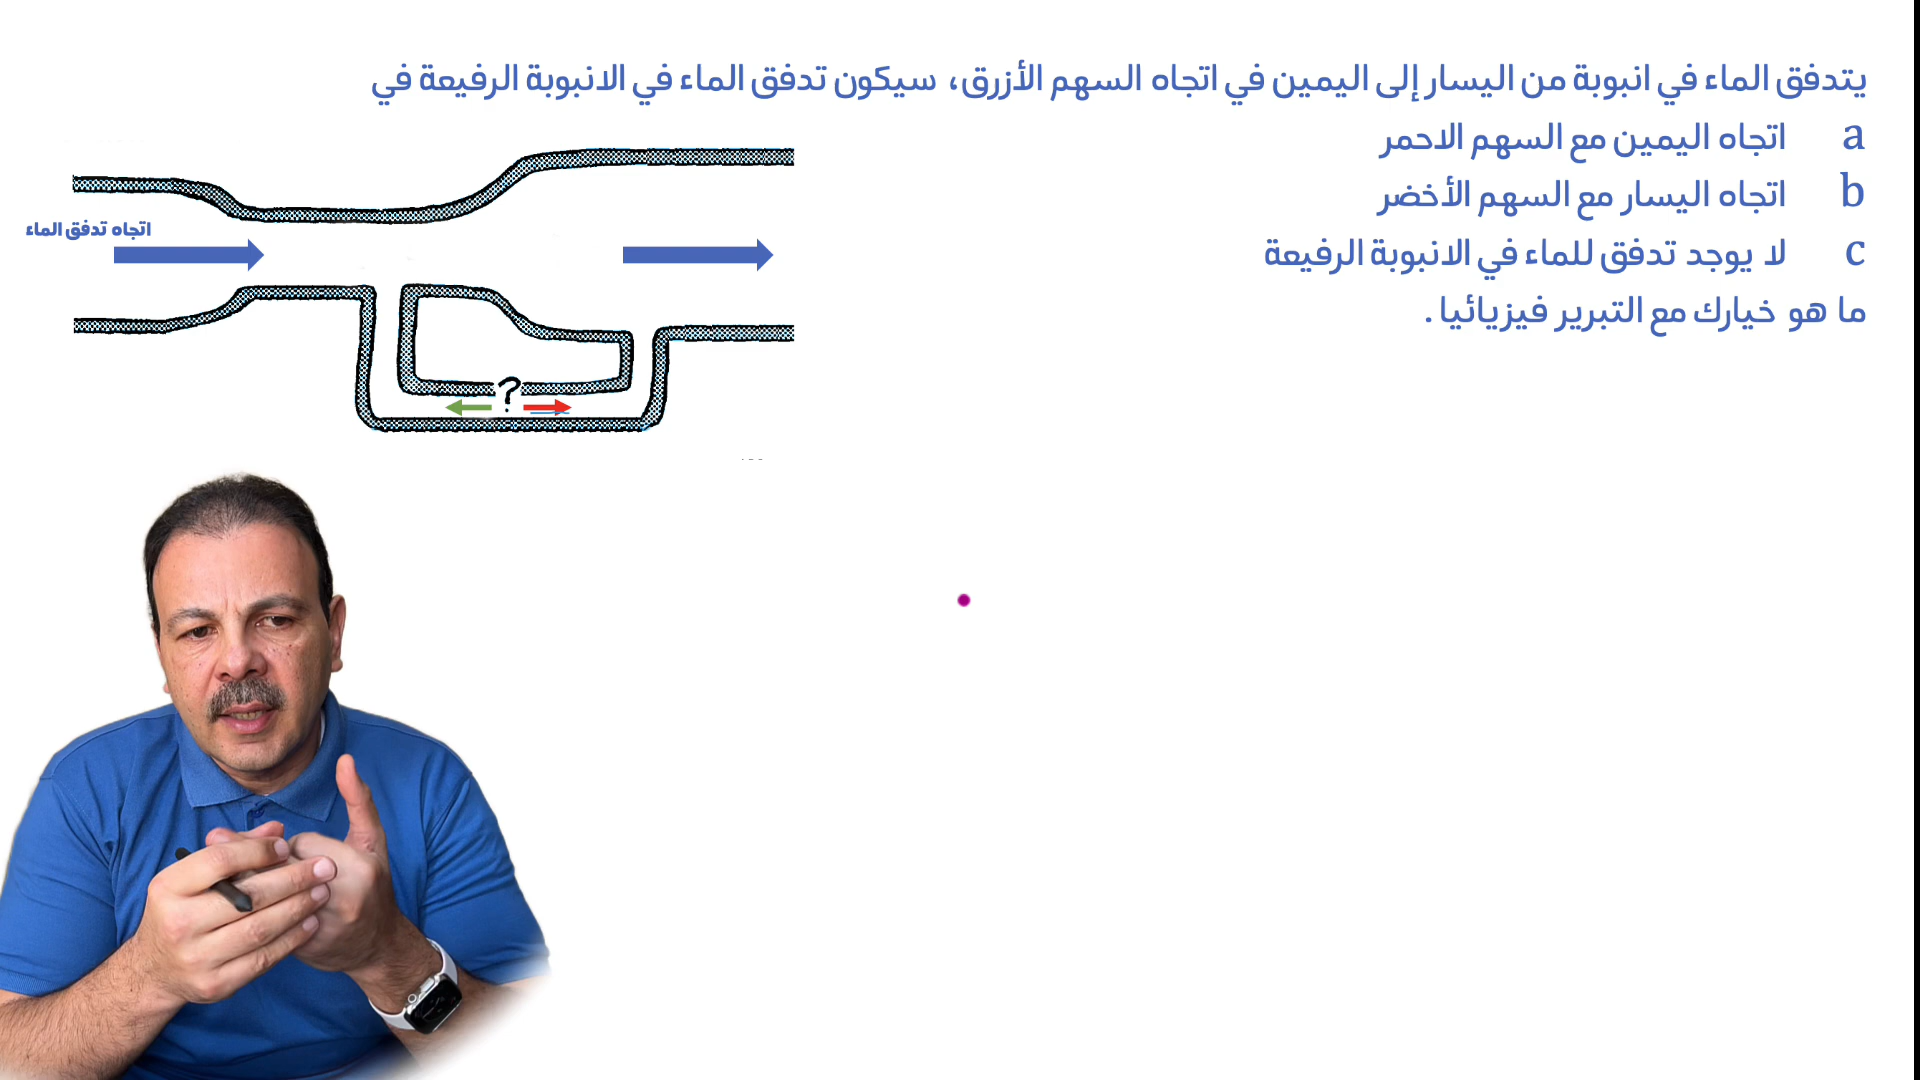 يتدفق الماء في انبوبة من اليسار إلى اليمين في اتجاه السهم الأزرق، سيكون تدفق الماء في الانبوبة الرفيعة في
a اتجاه اليمين مع السهم الاحمر
b اتجاه اليسار مع السهم الأخضر
c لا يوجد تدفق للماء في الانبوبة الرفيعة
ما هو خيارك مع التبرير فيزيائيا .
اتجاه تدفق الماء
?